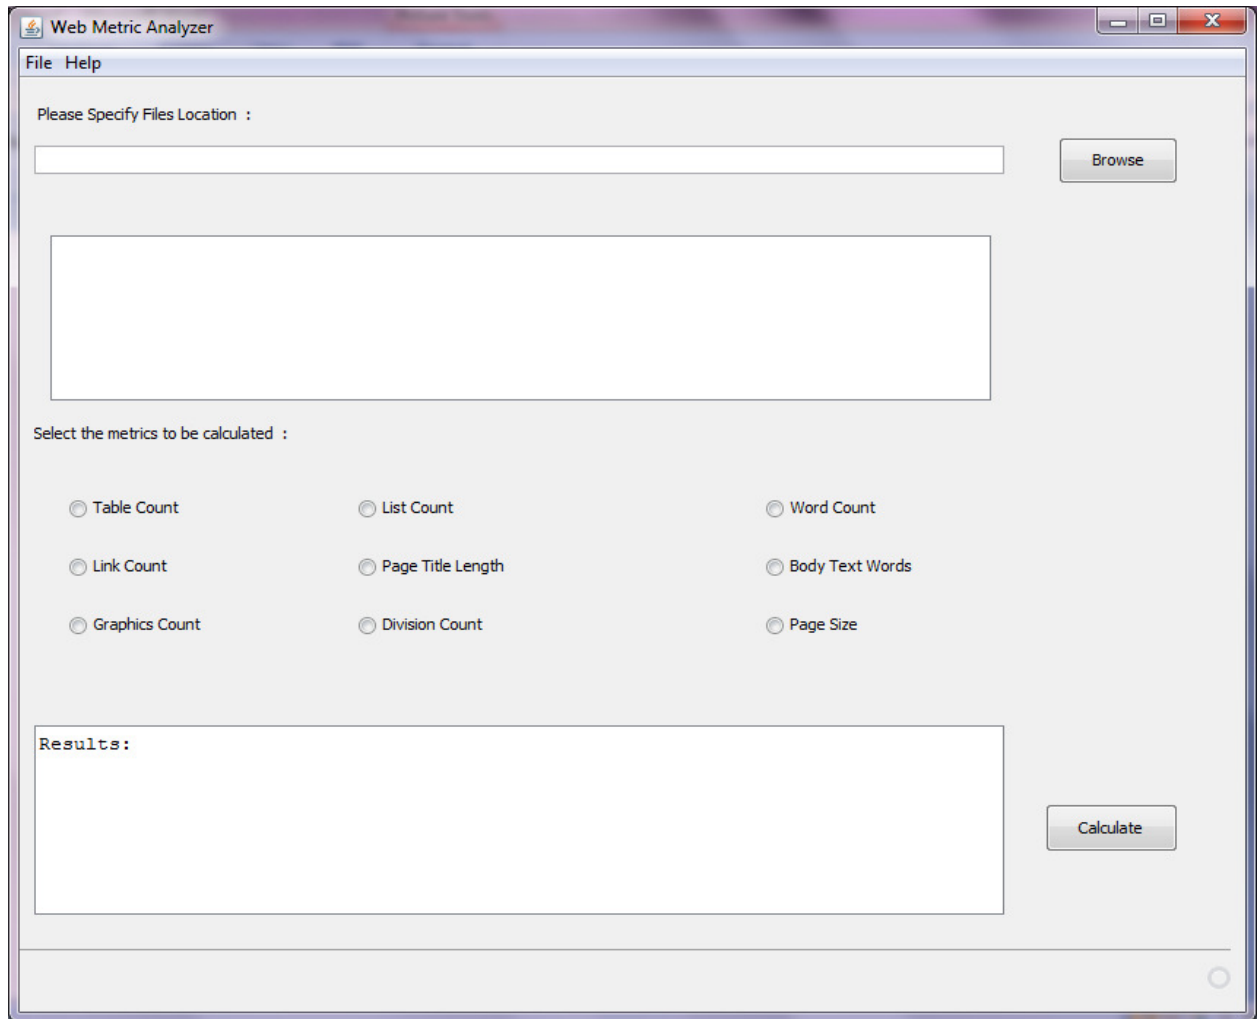 Web Metric Analyzer
File Help
Please Specify Files Location :
Browse
Select the metrics to be calculated :
Table Count List Count Word Count
Link Count Page Title Length Body Text Words
Graphics Count Division Count Page Size
Results:
Calculate